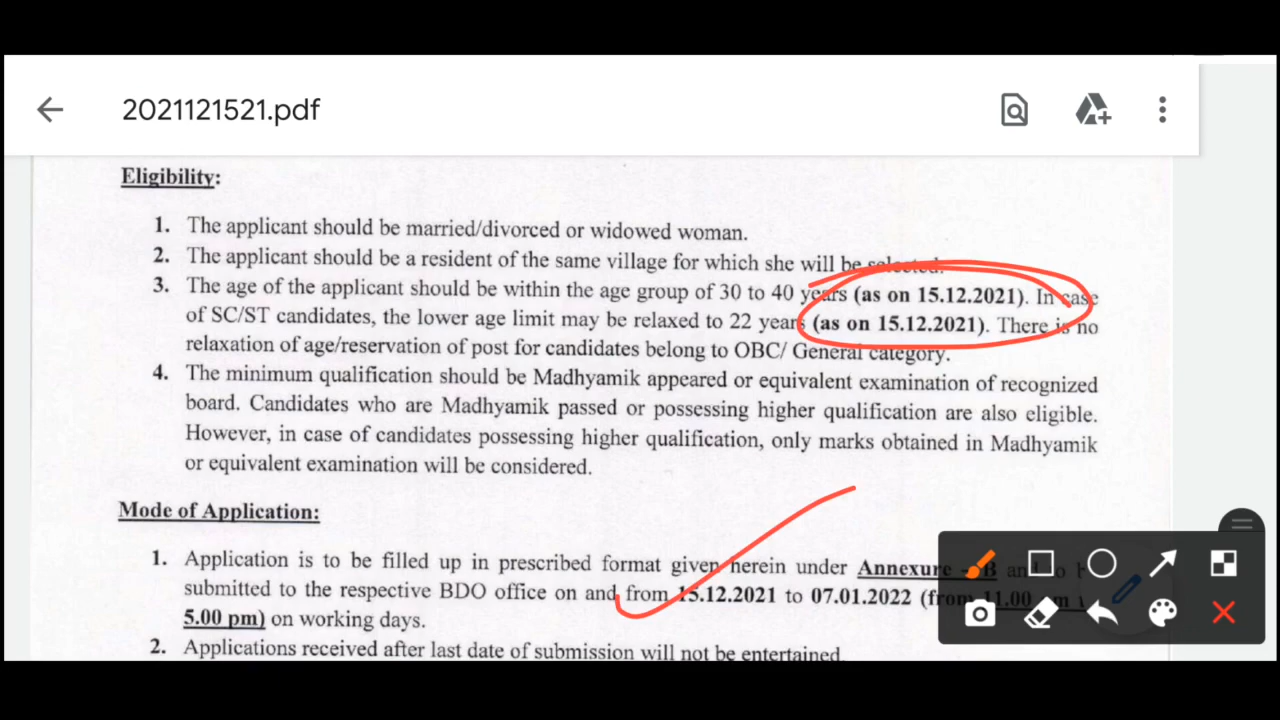 2021121521.pdf
Eligibility:
1. The applicant should be married/divorced or widowed woman.
2. The applicant should be a resident of the same village for which she will be selected.
3. The age of the applicant should be within the age group of 30 to 40 years (as on 15.12.2021). In case
of SC/ST candidates, the lower age limit may be relaxed to 22 years (as on 15.12.2021). There is no
relaxation of age/reservation of post for candidates belong to OBC/ General category.
4. The minimum qualification should be Madhyamik appeared or equivalent examination of recognized
board. Candidates who are Madhyamik passed or possessing higher qualification are also eligible.
However, in case of candidates possessing higher qualification, only marks obtained in Madhyamik
or equivalent examination will be considered.
Mode of Application:
1. Application is to be filled up in prescribed format given herein under Annexure - B and to
submitted to the respective BDO office on and from 15.12.2021 to 07.01.2022 (from 11.00
5.00 pm) on working days.
2. Applications received after last date of submission will not be entertained.